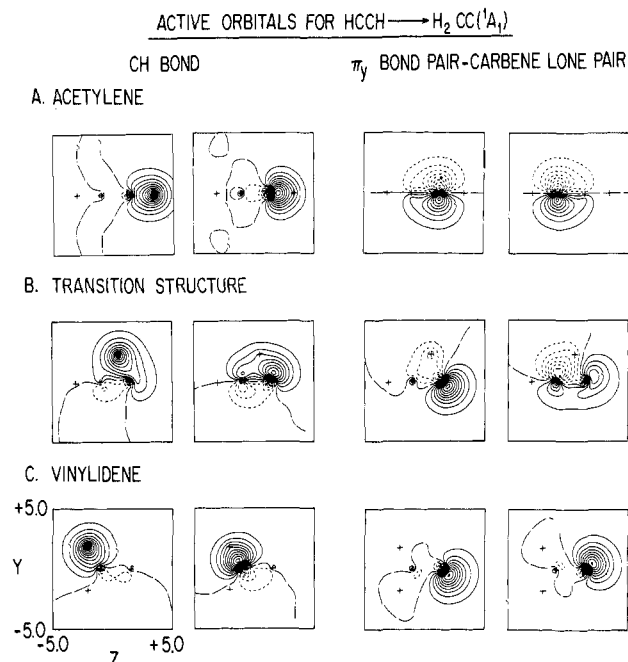 ACTIVE ORBITALS FOR HCCH⟶H₂ CC(¹A₁)
CH BOND
πy BOND PAIR-CARBENE LONE PAIR
A. ACETYLENE
B. TRANSITION STRUCTURE
C. VINYLIDENE
+5.0
Y
-5.0
-5.0 +5.0
Z